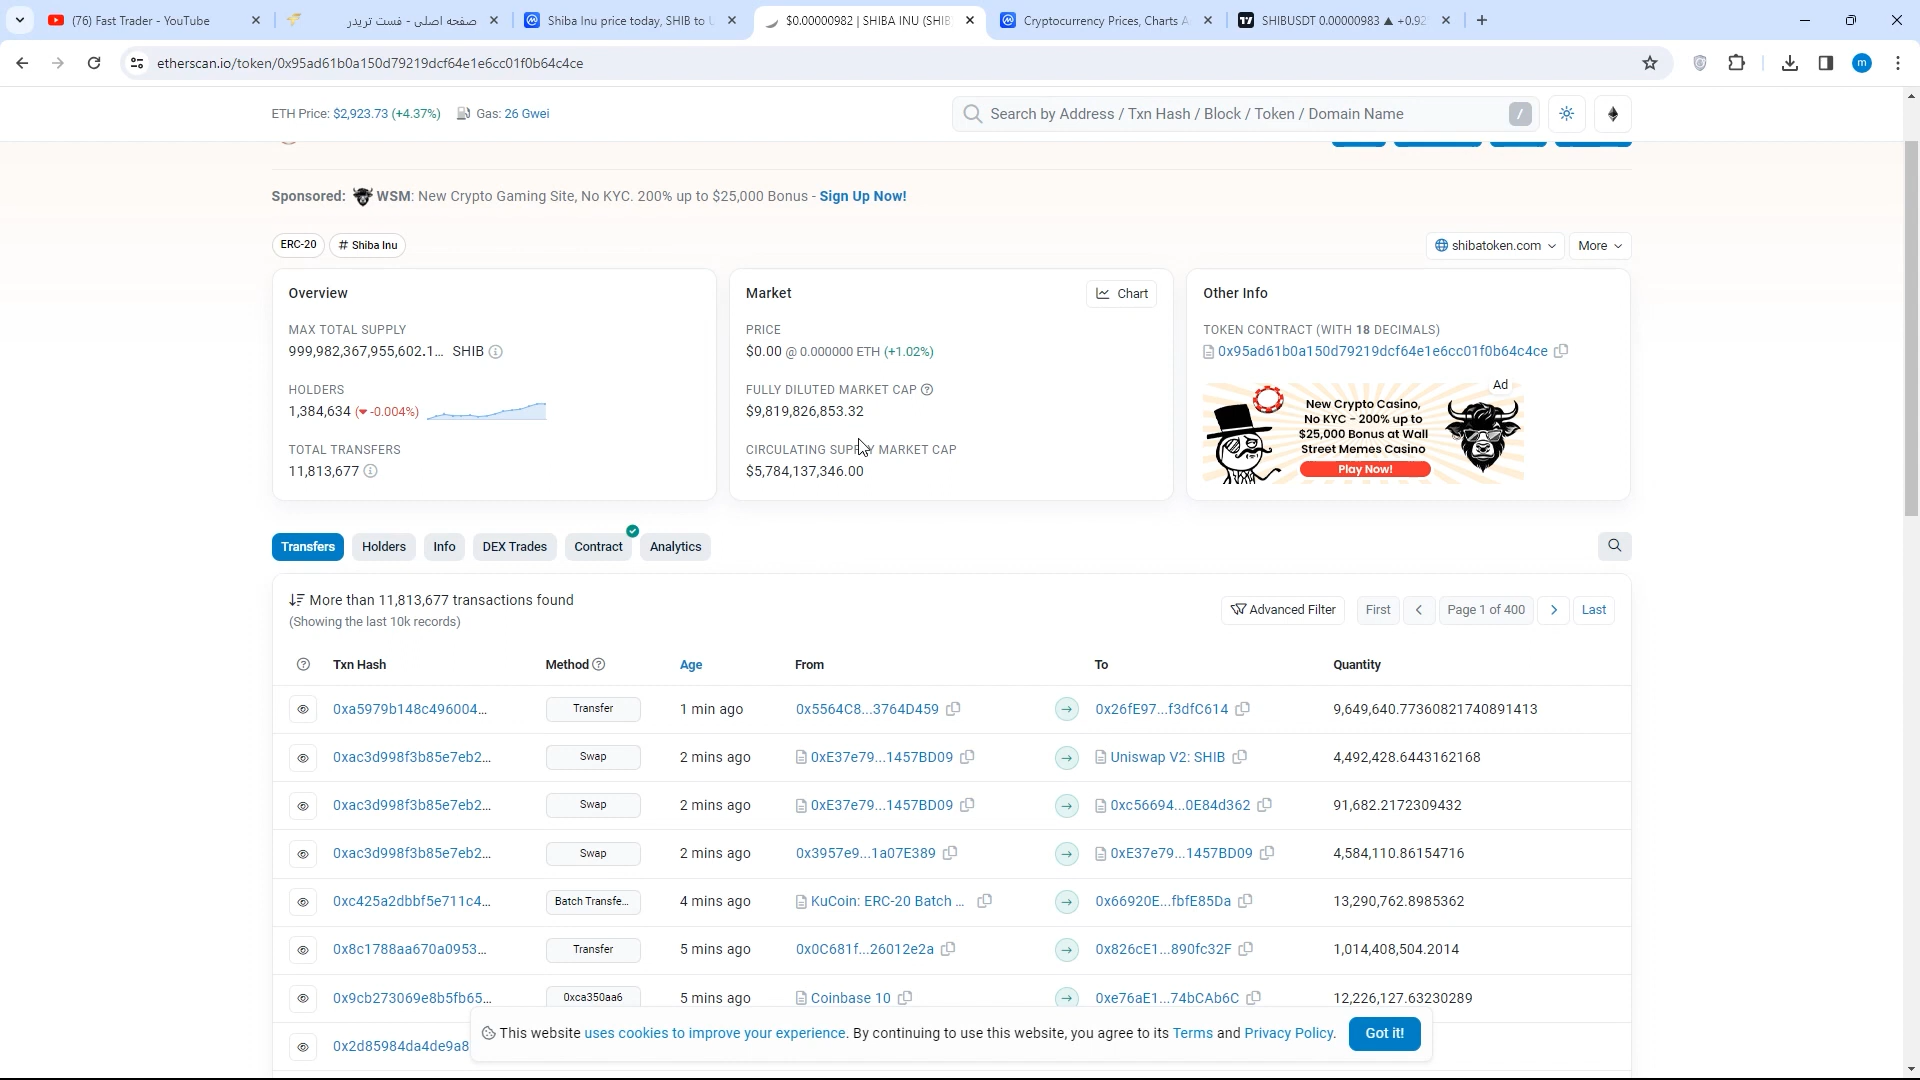 (76) Fast Trader - YouTube
صفحه اصلی - فست تریدر
Shiba Inu price today, SHIB to U
$0.00000982 | SHIBA INU (SHIB
Cryptocurrency Prices, Charts A
SHIBUSDT 0.00000983 ▲ +0.92
etherscan.io/token/0x95ad61b0a150d79219dcf64e1e6cc01f0b64c4ce
m
ETH Price: $2,923.73 (+4.37%) Gas: 26 Gwei
Search by Address / Txn Hash / Block / Token / Domain Name /
Sponsored: WSM: New Crypto Gaming Site, No KYC. 200% up to $25,000 Bonus - Sign Up Now!
ERC-20 # Shiba Inu
shibatoken.com More
Overview
MAX TOTAL SUPPLY
999,982,367,955,602.1... SHIB
HOLDERS
1,384,634 (▼ -0.004%)
TOTAL TRANSFERS
11,813,677
Market
Chart
PRICE
$0.00 @ 0.000000 ETH (+1.02%)
FULLY DILUTED MARKET CAP
$9,819,826,853.32
CIRCULATING SUPPLY MARKET CAP
$5,784,137,346.00
Other Info
TOKEN CONTRACT (WITH 18 DECIMALS)
0x95ad61b0a150d79219dcf64e1e6cc01f0b64c4ce
Ad
New Crypto Casino,
No KYC - 200% up to
$25,000 Bonus at Wall
Street Memes Casino
Play Now!
Transfers Holders Info DEX Trades Contract Analytics
More than 11,813,677 transactions found
(Showing the last 10k records)
Advanced Filter First < Page 1 of 400 > Last
Txn Hash Method Age From To Quantity
0xa5979b148c496004... Transfer 1 min ago 0x5564C8...3764D459 0x26fE97...f3dfC614 9,649,640.77360821740891413
0xac3d998f3b85e7eb2... Swap 2 mins ago 0xE37e79...1457BD09 Uniswap V2: SHIB 4,492,428.6443162168
0xac3d998f3b85e7eb2... Swap 2 mins ago 0xE37e79...1457BD09 0xc56694...0E84d362 91,682.2172309432
0xac3d998f3b85e7eb2... Swap 2 mins ago 0x3957e9...1a07E389 0xE37e79...1457BD09 4,584,110.86154716
0xc425a2dbbf5e711c4... Batch Transfe... 4 mins ago KuCoin: ERC-20 Batch ... 0x66920E...fbfE85Da 13,290,762.8985362
0x8c1788aa670a0953... Transfer 5 mins ago 0x0C681f...26012e2a 0x826cE1...890fc32F 1,014,408,504.2014
0x9cb273069e8b5fb65... 0xca350aa6 5 mins ago Coinbase 10 0xe76aE1...74bCAb6C 12,226,127.63230289
0x2d85984da4de9a8
This website uses cookies to improve your experience. By continuing to use this website, you agree to its Terms and Privacy Policy. Got it!